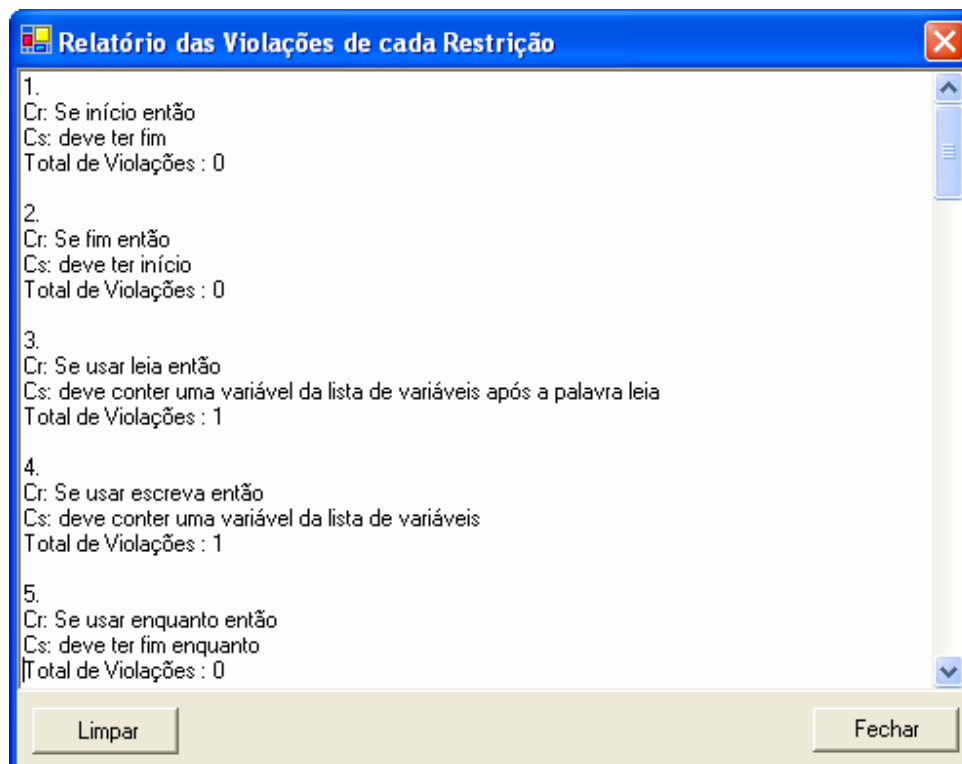 Relatório das Violações de cada Restrição
1.
Cr: Se início então
Cs: deve ter fim
Total de Violações : 0
2.
Cr: Se fim então
Cs: deve ter início
Total de Violações : 0
3.
Cr: Se usar leia então
Cs: deve conter uma variável da lista de variáveis após a palavra leia
Total de Violações : 1
4.
Cr: Se usar escreva então
Cs: deve conter uma variável da lista de variáveis
Total de Violações : 1
5.
Cr: Se usar enquanto então
Cs: deve ter fim enquanto
Total de Violações : 0
Limpar
Fechar